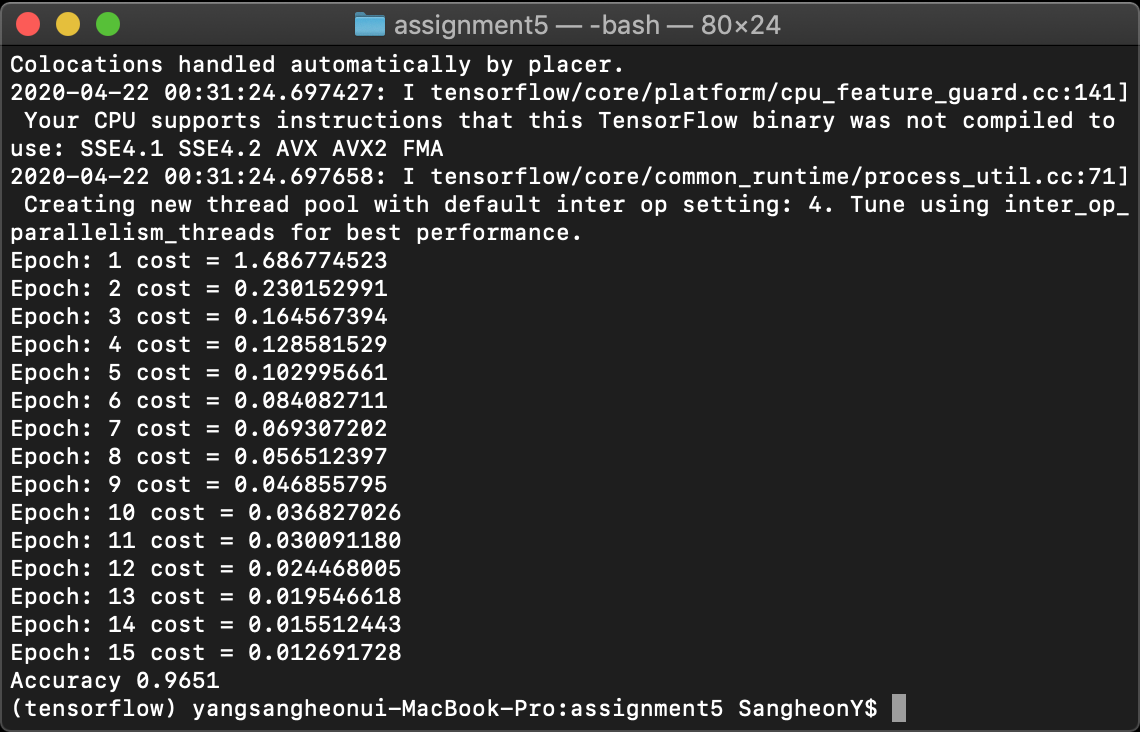 assignment5 — -bash — 80×24
Colocations handled automatically by placer.
2020-04-22 00:31:24.697427: I tensorflow/core/platform/cpu_feature_guard.cc:141]
 Your CPU supports instructions that this TensorFlow binary was not compiled to
use: SSE4.1 SSE4.2 AVX AVX2 FMA
2020-04-22 00:31:24.697658: I tensorflow/core/common_runtime/process_util.cc:71]
 Creating new thread pool with default inter op setting: 4. Tune using inter_op_
parallelism_threads for best performance.
Epoch: 1 cost = 1.686774523
Epoch: 2 cost = 0.230152991
Epoch: 3 cost = 0.164567394
Epoch: 4 cost = 0.128581529
Epoch: 5 cost = 0.102995661
Epoch: 6 cost = 0.084082711
Epoch: 7 cost = 0.069307202
Epoch: 8 cost = 0.056512397
Epoch: 9 cost = 0.046855795
Epoch: 10 cost = 0.036827026
Epoch: 11 cost = 0.030091180
Epoch: 12 cost = 0.024468005
Epoch: 13 cost = 0.019546618
Epoch: 14 cost = 0.015512443
Epoch: 15 cost = 0.012691728
Accuracy 0.9651
(tensorflow) yangsangheonui-MacBook-Pro:assignment5 SangheonY$